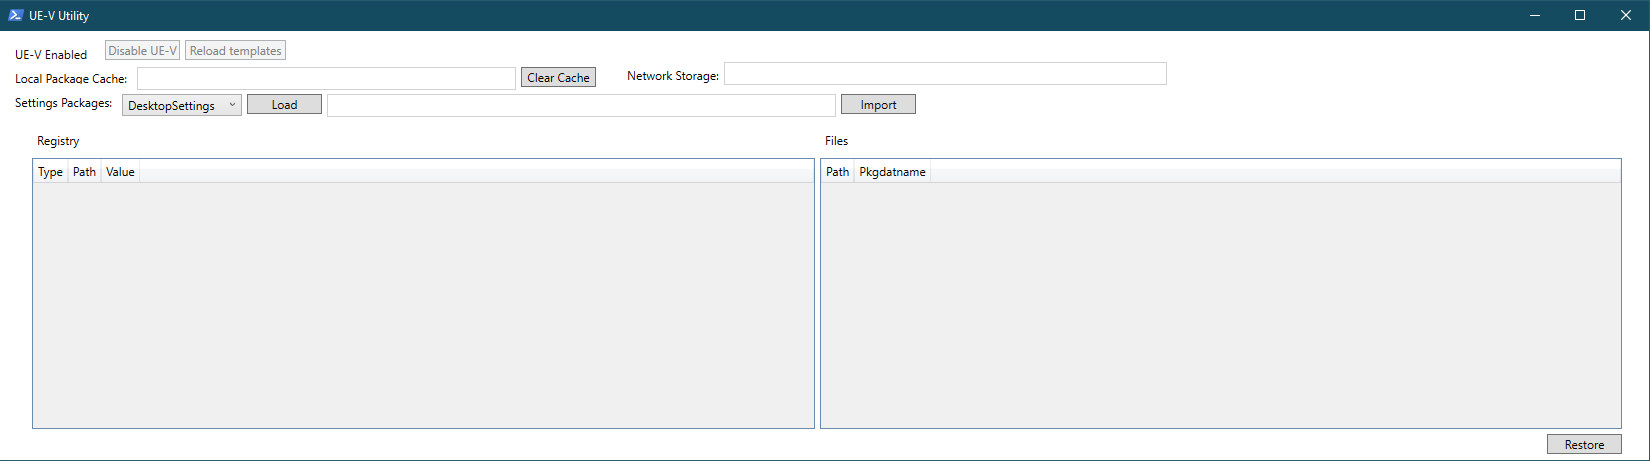 UE-V Utility
UE-V Enabled Disable UE-V Reload templates
Local Package Cache: Clear Cache Network Storage:
Settings Packages: DesktopSettings Load Import
Registry Files
Type Path Value Path Pkgdatname
Restore